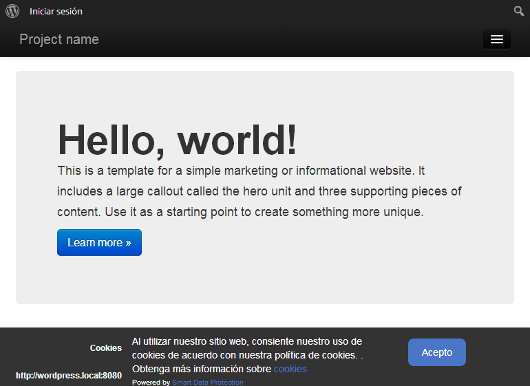 Iniciar sesión
Project name
Hello, world!
This is a template for a simple marketing or informational website. It
includes a large callout called the hero unit and three supporting pieces of
content. Use it as a starting point to create something more unique.
Learn more »
Cookies
http://wordpress.local:8080
Al utilizar nuestro sitio web, consiente nuestro uso de
cookies de acuerdo con nuestra política de cookies. .
Obtenga más información sobre cookies
Powered by Smart Data Protection
Acepto